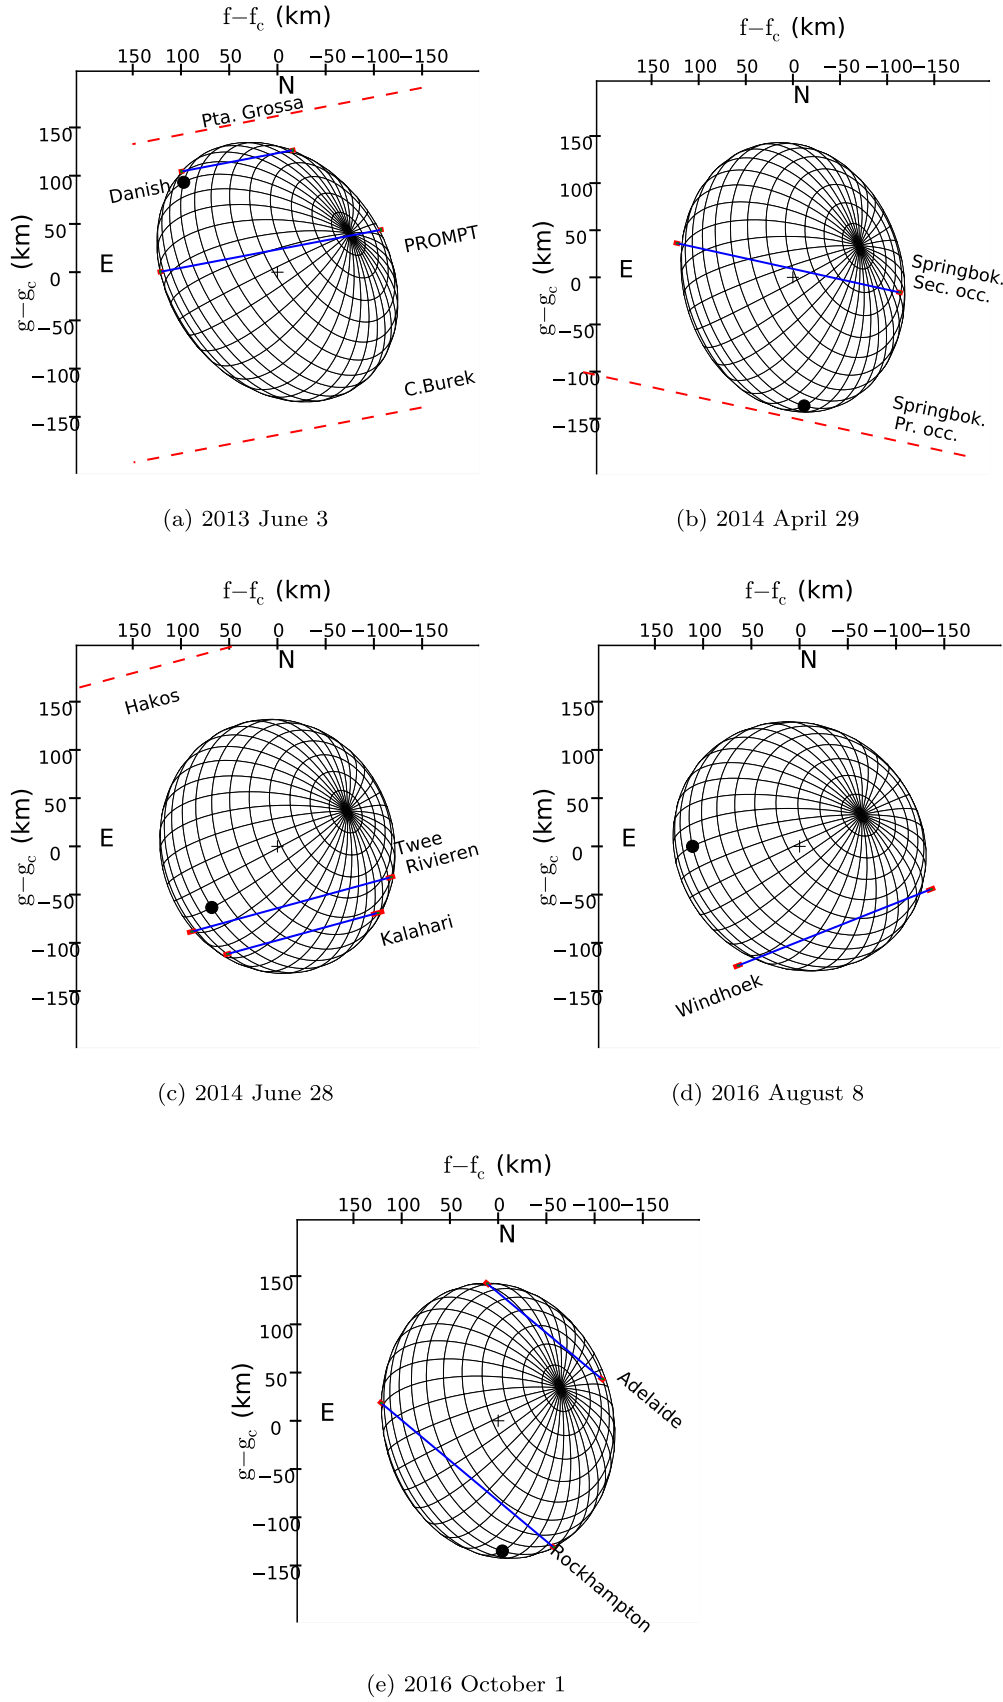 f−f_c (km)
150 100 50 0 −50 −100 −150
N
Pta. Grossa
Danish
PROMPT
E
C.Burek
g−g_c (km)
150
100
50
0
−50
−100
−150
(a) 2013 June 3
f−f_c (km)
150 100 50 0 −50 −100 −150
N
E
Springbok.
Sec. occ.
Springbok.
Pr. occ.
g−g_c (km)
150
100
50
0
−50
−100
−150
(b) 2014 April 29
f−f_c (km)
150 100 50 0 −50 −100 −150
N
Hakos
E
Twee
Rivieren
Kalahari
g−g_c (km)
150
100
50
0
−50
−100
−150
(c) 2014 June 28
f−f_c (km)
150 100 50 0 −50 −100 −150
N
E
Windhoek
g−g_c (km)
150
100
50
0
−50
−100
−150
(d) 2016 August 8
f−f_c (km)
150 100 50 0 −50 −100 −150
N
E
Adelaide
Rockhampton
g−g_c (km)
150
100
50
0
−50
−100
−150
(e) 2016 October 1